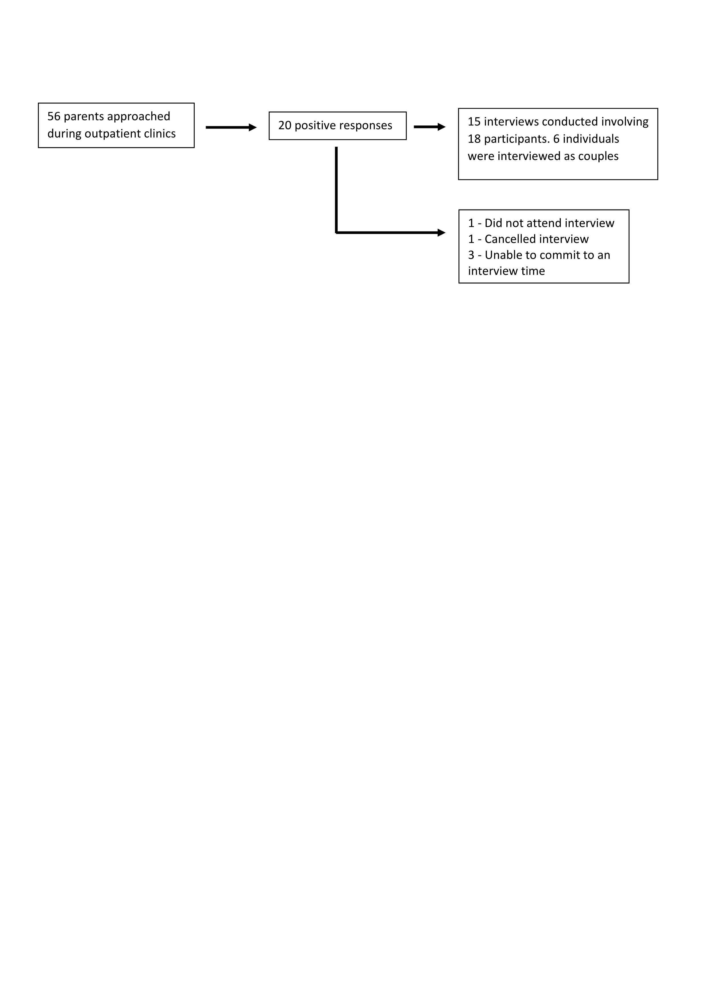 56 parents approached
during outpatient clinics
20 positive responses
15 interviews conducted involving
18 participants. 6 individuals
were interviewed as couples
1 - Did not attend interview
1 - Cancelled interview
3 - Unable to commit to an
interview time